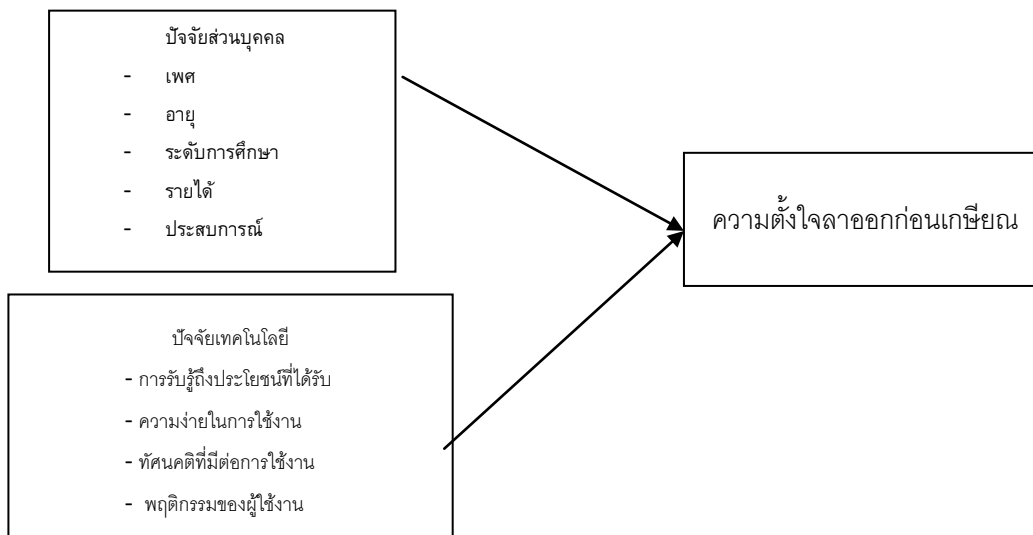 ปัจจัยส่วนบุคคล
- เพศ
- อายุ
- ระดับการศึกษา
- รายได้
- ประสบการณ์
ความตั้งใจลาออกก่อนเกษียณ
ปัจจัยเทคโนโลยี
- การรับรู้ถึงประโยชน์ที่ได้รับ
- ความง่ายในการใช้งาน
- ทัศนคติที่มีต่อการใช้งาน
- พฤติกรรมของผู้ใช้งาน